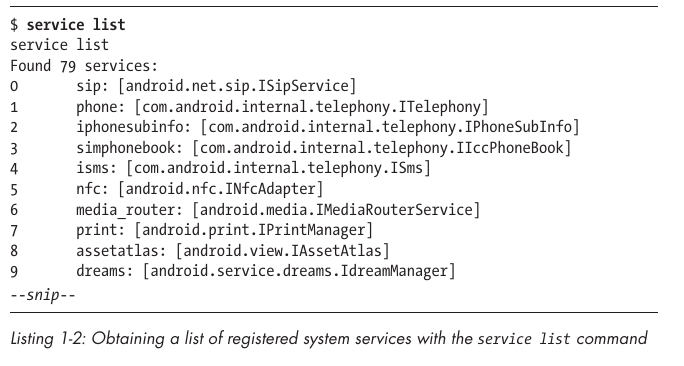 $ service list
service list
Found 79 services:
0 sip: [android.net.sip.ISipService]
1 phone: [com.android.internal.telephony.ITelephony]
2 iphonesubinfo: [com.android.internal.telephony.IPhoneSubInfo]
3 simphonebook: [com.android.internal.telephony.IIccPhoneBook]
4 isms: [com.android.internal.telephony.ISms]
5 nfc: [android.nfc.INfcAdapter]
6 media_router: [android.media.IMediaRouterService]
7 print: [android.print.IPrintManager]
8 assetatlas: [android.view.IAssetAtlas]
9 dreams: [android.service.dreams.IdreamManager]
--snip--
Listing 1-2: Obtaining a list of registered system services with the service list command